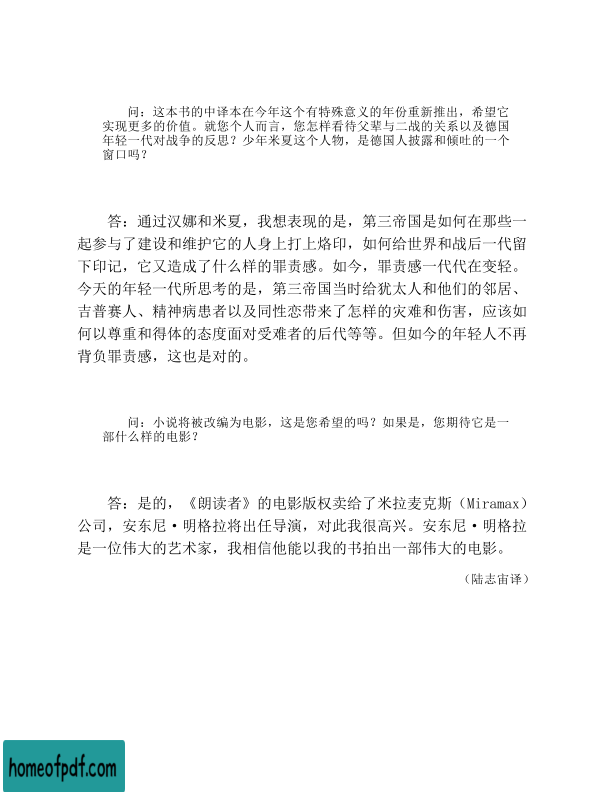 问：这本书的中译本在今年这个有特殊意义的年份重新推出，希望它
实现更多的价值。就您个人而言，您怎样看待父辈与二战的关系以及德国
年轻一代对战争的反思？少年米夏这个人物，是德国人披露和倾吐的一个
窗口吗？
答：通过汉娜和米夏，我想表现的是，第三帝国是如何在那些一
起参与了建设和维护它的人身上打上烙印，如何给世界和战后一代留
下印记，它又造成了什么样的罪责感。如今，罪责感一代代在变轻。
今天的年轻一代所思考的是，第三帝国当时给犹太人和他们的邻居、
吉普赛人、精神病患者以及同性恋带来了怎样的灾难和伤害，应该如
何以尊重和得体的态度面对受难者的后代等等。但如今的年轻人不再
背负罪责感，这也是对的。
问：小说将被改编为电影，这是您希望的吗？如果是，您期待它是一
部什么样的电影？
答：是的，《朗读者》的电影版权卖给了米拉麦克斯（Miramax）
公司，安东尼·明格拉将出任导演，对此我很高兴。安东尼·明格拉
是一位伟大的艺术家，我相信他能以我的书拍出一部伟大的电影。
（陆志宙译）
homeofpdf.com